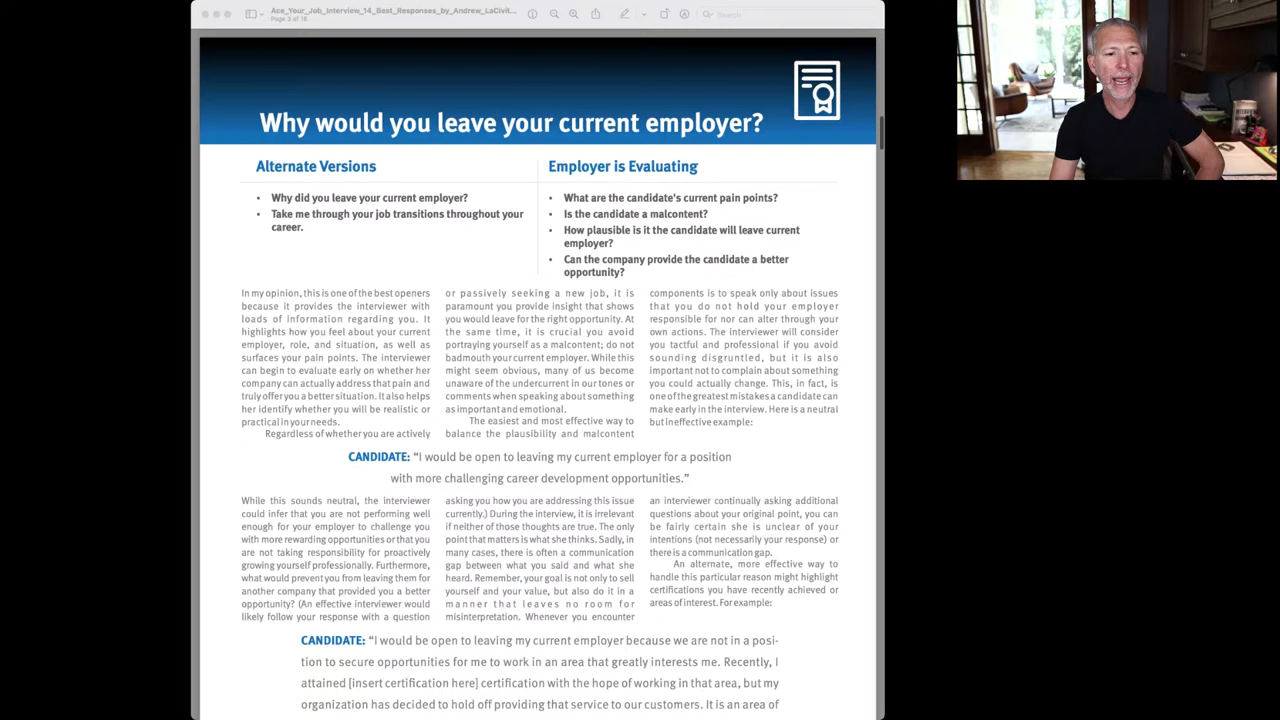 Ace_Your_Job_Interview_14_Best_Responses_by_Andrew_LaCivit...
Page 3 of 16
Search
Why would you leave your current employer?
Alternate Versions
• Why did you leave your current employer?
• Take me through your job transitions throughout your
career.
Employer is Evaluating
• What are the candidate's current pain points?
• Is the candidate a malcontent?
• How plausible is it the candidate will leave current
employer?
• Can the company provide the candidate a better
opportunity?
In my opinion, this is one of the best openers
because it provides the interviewer with
loads of information regarding you. It
highlights how you feel about your current
employer, role, and situation, as well as
surfaces your pain points. The interviewer
can begin to evaluate early on whether her
company can actually address that pain and
truly offer you a better situation. It also helps
her identify whether you will be realistic or
practical in your needs.
Regardless of whether you are actively
or passively seeking a new job, it is
paramount you provide insight that shows
you would leave for the right opportunity. At
the same time, it is crucial you avoid
portraying yourself as a malcontent; do not
badmouth your current employer. While this
might seem obvious, many of us become
unaware of the undercurrent in our tones or
comments when speaking about something
as important and emotional.
The easiest and most effective way to
balance the plausibility and malcontent
components is to speak only about issues
that you do not hold your employer
responsible for nor can alter through your
own actions. The interviewer will consider
you tactful and professional if you avoid
sounding disgruntled, but it is also
important not to complain about something
you could actually change. This, in fact, is
one of the greatest mistakes a candidate can
make early in the interview. Here is a neutral
but ineffective example:
CANDIDATE: “I would be open to leaving my current employer for a position
with more challenging career development opportunities.”
While this sounds neutral, the interviewer
could infer that you are not performing well
enough for your employer to challenge you
with more rewarding opportunities or that you
are not taking responsibility for proactively
growing yourself professionally. Furthermore,
what would prevent you from leaving them for
another company that provided you a better
opportunity? (An effective interviewer would
likely follow your response with a question
asking you how you are addressing this issue
currently.) During the interview, it is irrelevant
if neither of those thoughts are true. The only
point that matters is what she thinks. Sadly, in
many cases, there is often a communication
gap between what you said and what she
heard. Remember, your goal is not only to sell
yourself and your value, but also do it in a
manner that leaves no room for
misinterpretation. Whenever you encounter
an interviewer continually asking additional
questions about your original point, you can
be fairly certain she is unclear of your
intentions (not necessarily your response) or
there is a communication gap.
An alternate, more effective way to
handle this particular reason might highlight
certifications you have recently achieved or
areas of interest. For example:
CANDIDATE: “I would be open to leaving my current employer because we are not in a posi-
tion to secure opportunities for me to work in an area that greatly interests me. Recently, I
attained [insert certification here] certification with the hope of working in that area, but my
organization has decided to hold off providing that service to our customers. It is an area of